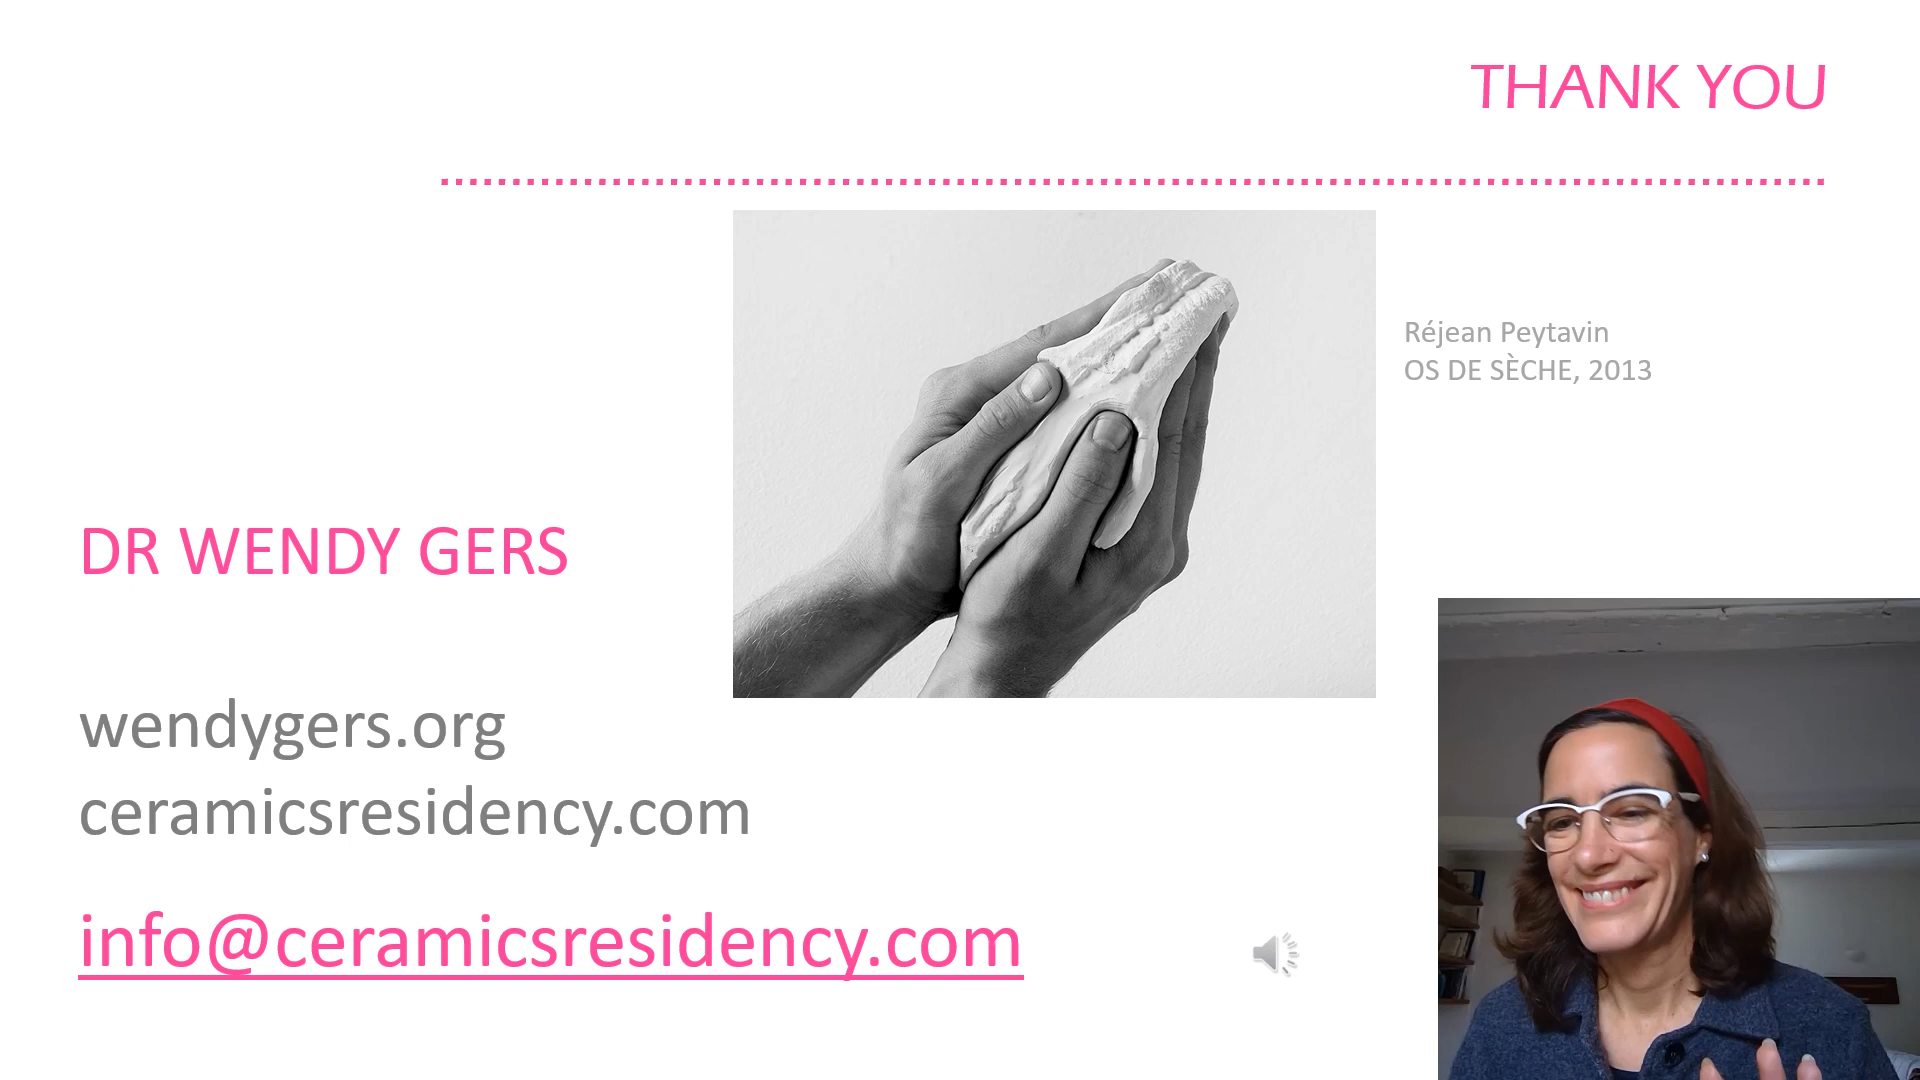 THANK YOU
Réjean Peytavin
OS DE SÈCHE, 2013
DR WENDY GERS
wendygers.org
ceramicsresidency.com
info@ceramicsresidency.com